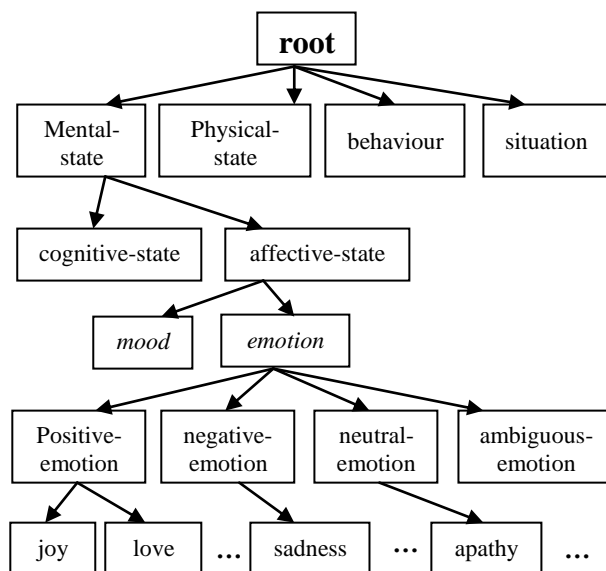 root
Mental-
state
Physical-
state
behaviour
situation
cognitive-state
affective-state
mood
emotion
Positive-
emotion
negative-
emotion
neutral-
emotion
ambiguous-
emotion
joy
love
...
sadness
...
apathy
...